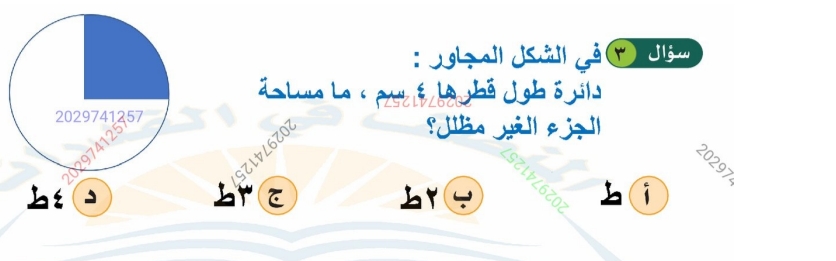 سؤال ٣ في الشكل المجاور :
دائرة طول قطرها ٤ سم ، ما مساحة
الجزء الغير مظلل؟
أ ط
ب ٢ط
ج ٣ط
د ٤ط
2029741257
2029741257
2029741257
2029741257
2029741257
202974